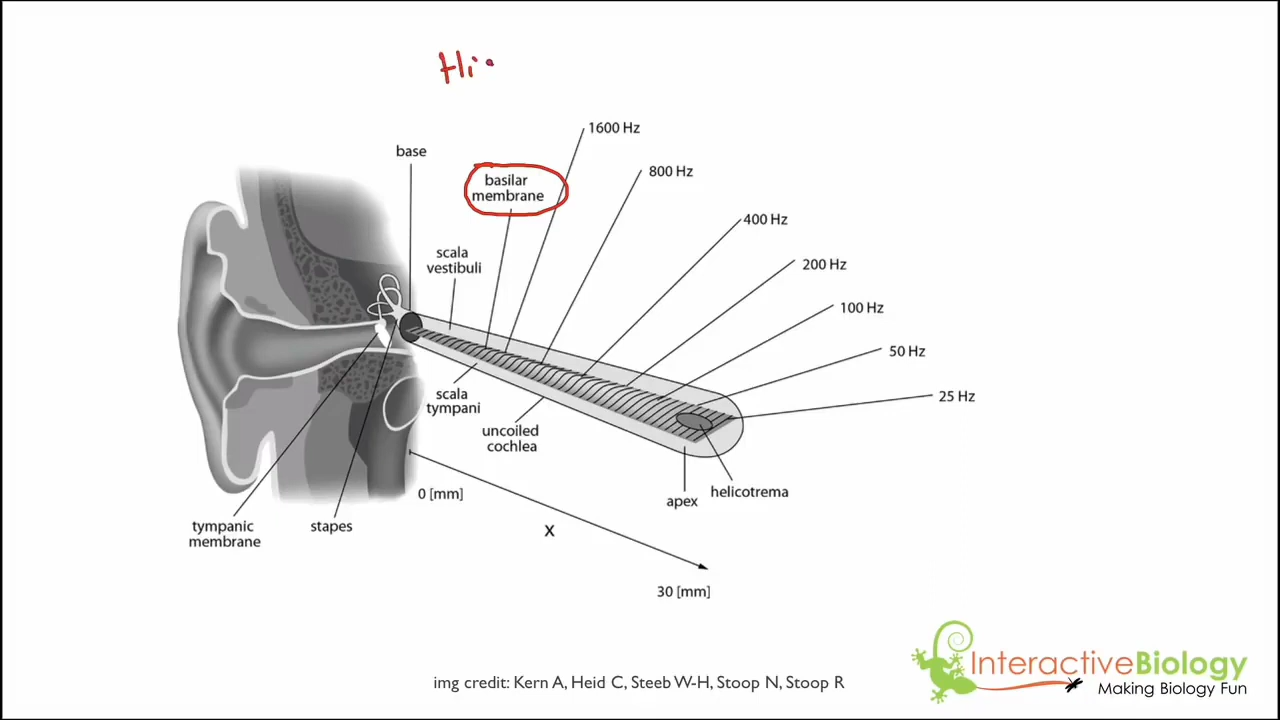 Hi
1600 Hz
base
basilar
membrane
800 Hz
400 Hz
scala
vestibuli
200 Hz
100 Hz
50 Hz
25 Hz
scala
tympani
uncoiled
cochlea
helicotrema
apex
0 [mm]
tympanic
membrane
stapes
X
30 [mm]
InteractiveBiology
Making Biology Fun
img credit: Kern A, Heid C, Steeb W-H, Stoop N, Stoop R